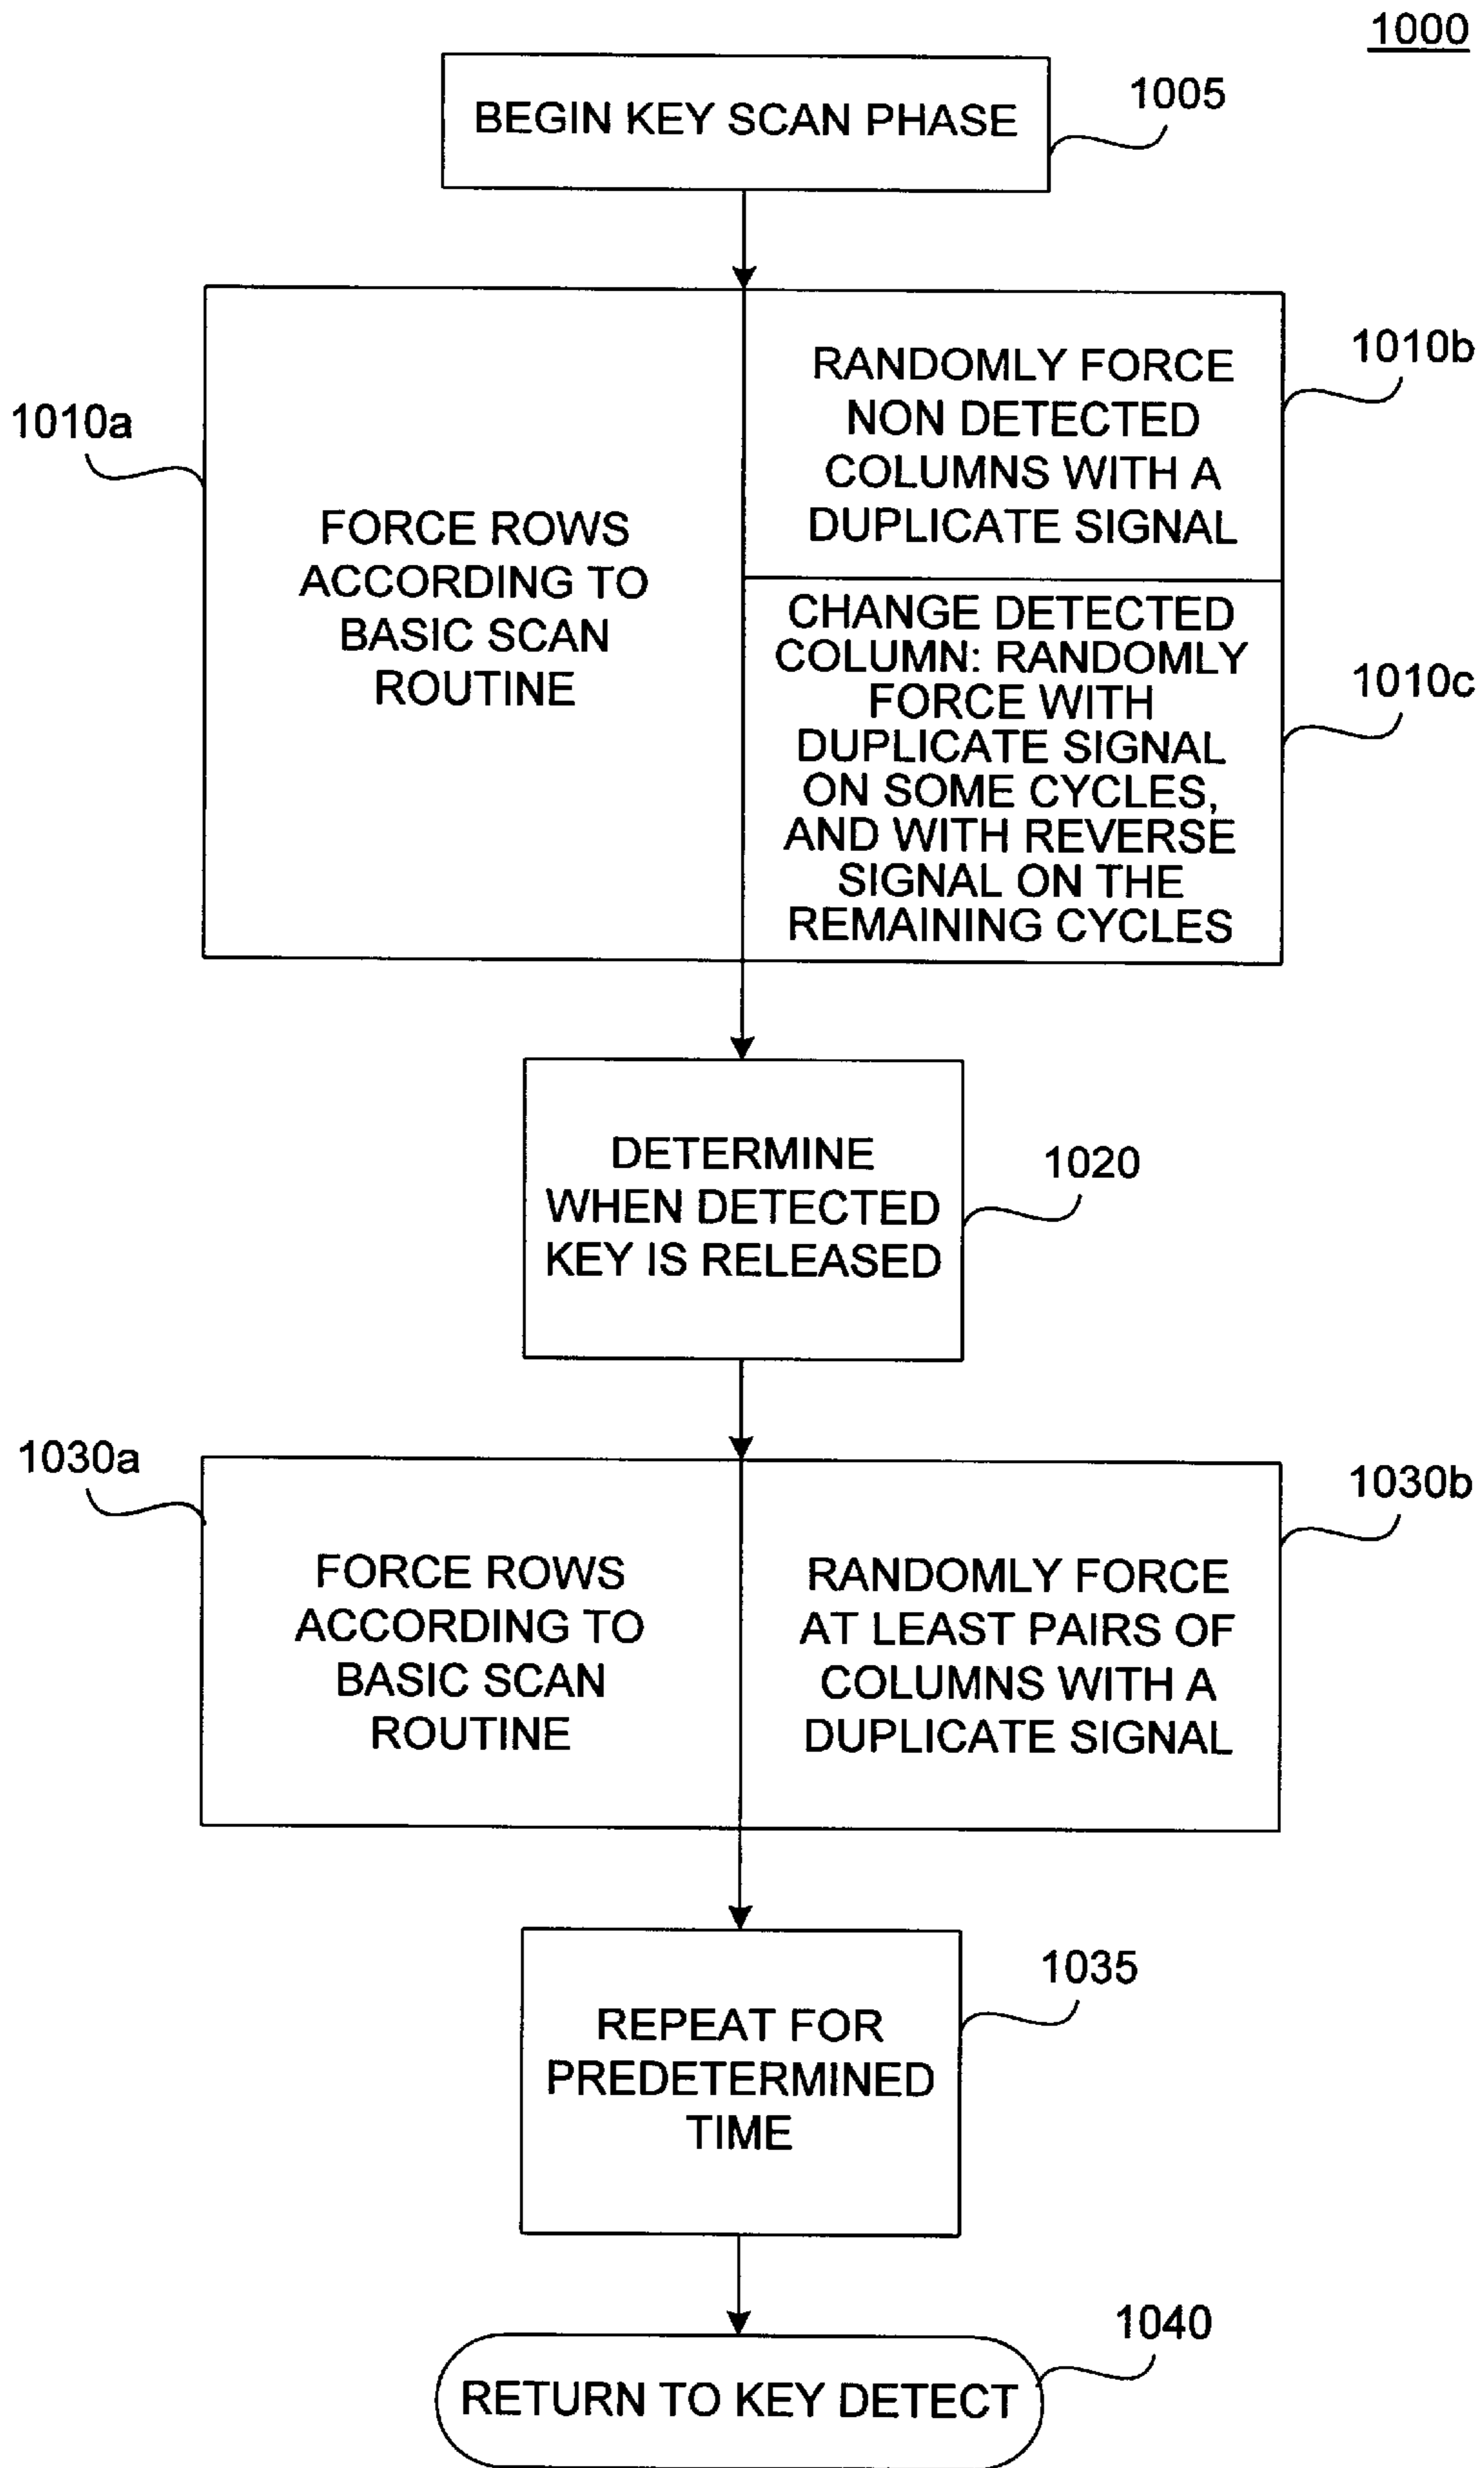 1000
BEGIN KEY SCAN PHASE
1005
1010a
FORCE ROWS
ACCORDING TO
BASIC SCAN
ROUTINE
RANDOMLY FORCE
NON DETECTED
COLUMNS WITH A
DUPLICATE SIGNAL
1010b
CHANGE DETECTED
COLUMN: RANDOMLY
FORCE WITH
DUPLICATE SIGNAL
ON SOME CYCLES,
AND WITH REVERSE
SIGNAL ON THE
REMAINING CYCLES
1010c
DETERMINE
WHEN DETECTED
KEY IS RELEASED
1020
1030a
FORCE ROWS
ACCORDING TO
BASIC SCAN
ROUTINE
RANDOMLY FORCE
AT LEAST PAIRS OF
COLUMNS WITH A
DUPLICATE SIGNAL
1030b
REPEAT FOR
PREDETERMINED
TIME
1035
RETURN TO KEY DETECT
1040